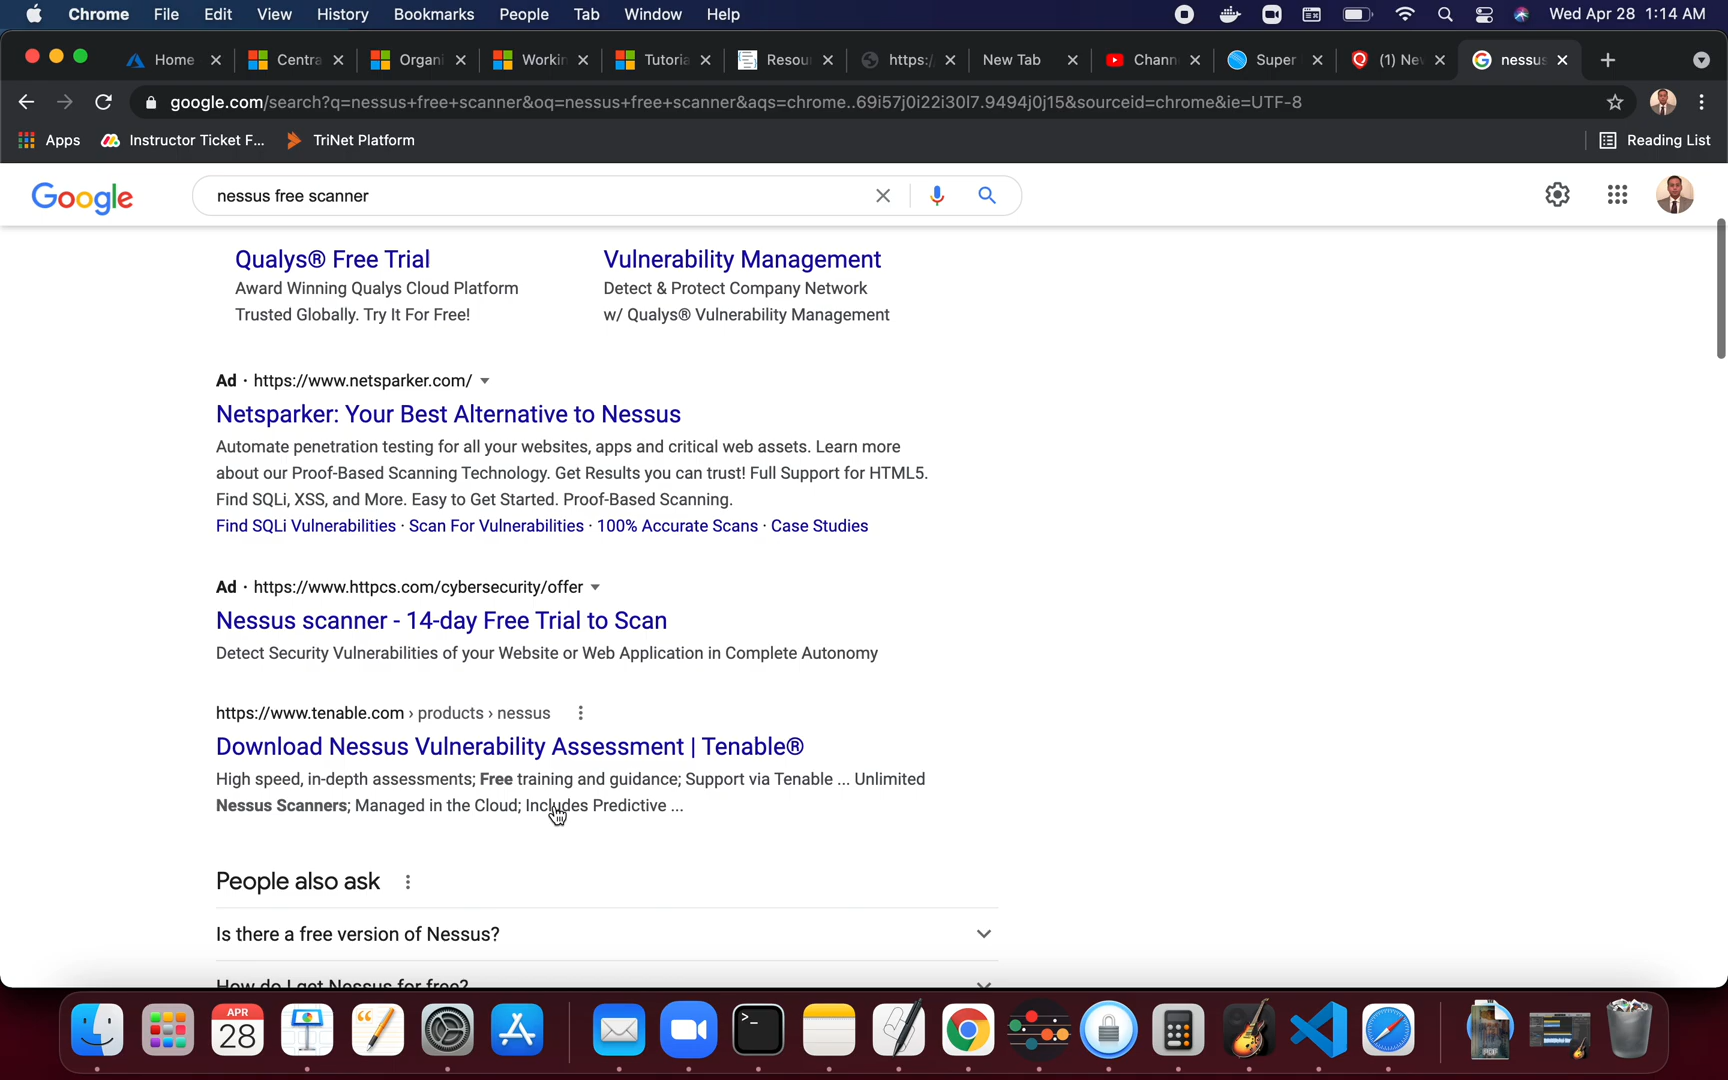 Chrome File Edit View History Bookmarks People Tab Window Help Wed Apr 28 1:14 AM
Home Centra Organi Workin Tutoria Resour https:/ New Tab Chann Super (1) Ne nessus
google.com/search?q=nessus+free+scanner&oq=nessus+free+scanner&aqs=chrome..69i57j0i22i30l7.9494j0j15&sourceid=chrome&ie=UTF-8
Apps Instructor Ticket F... TriNet Platform Reading List
Google nessus free scanner
Qualys® Free Trial Vulnerability Management
Award Winning Qualys Cloud Platform Detect & Protect Company Network
Trusted Globally. Try It For Free! w/ Qualys® Vulnerability Management
Ad · https://www.netsparker.com/
Netsparker: Your Best Alternative to Nessus
Automate penetration testing for all your websites, apps and critical web assets. Learn more
about our Proof-Based Scanning Technology. Get Results you can trust! Full Support for HTML5.
Find SQLi, XSS, and More. Easy to Get Started. Proof-Based Scanning.
Find SQLi Vulnerabilities · Scan For Vulnerabilities · 100% Accurate Scans · Case Studies
Ad · https://www.httpcs.com/cybersecurity/offer
Nessus scanner - 14-day Free Trial to Scan
Detect Security Vulnerabilities of your Website or Web Application in Complete Autonomy
https://www.tenable.com › products › nessus
Download Nessus Vulnerability Assessment | Tenable®
High speed, in-depth assessments; Free training and guidance; Support via Tenable ... Unlimited
Nessus Scanners; Managed in the Cloud; Includes Predictive ...
People also ask
Is there a free version of Nessus?
How do I get Nessus for free?
APR
28
PDF